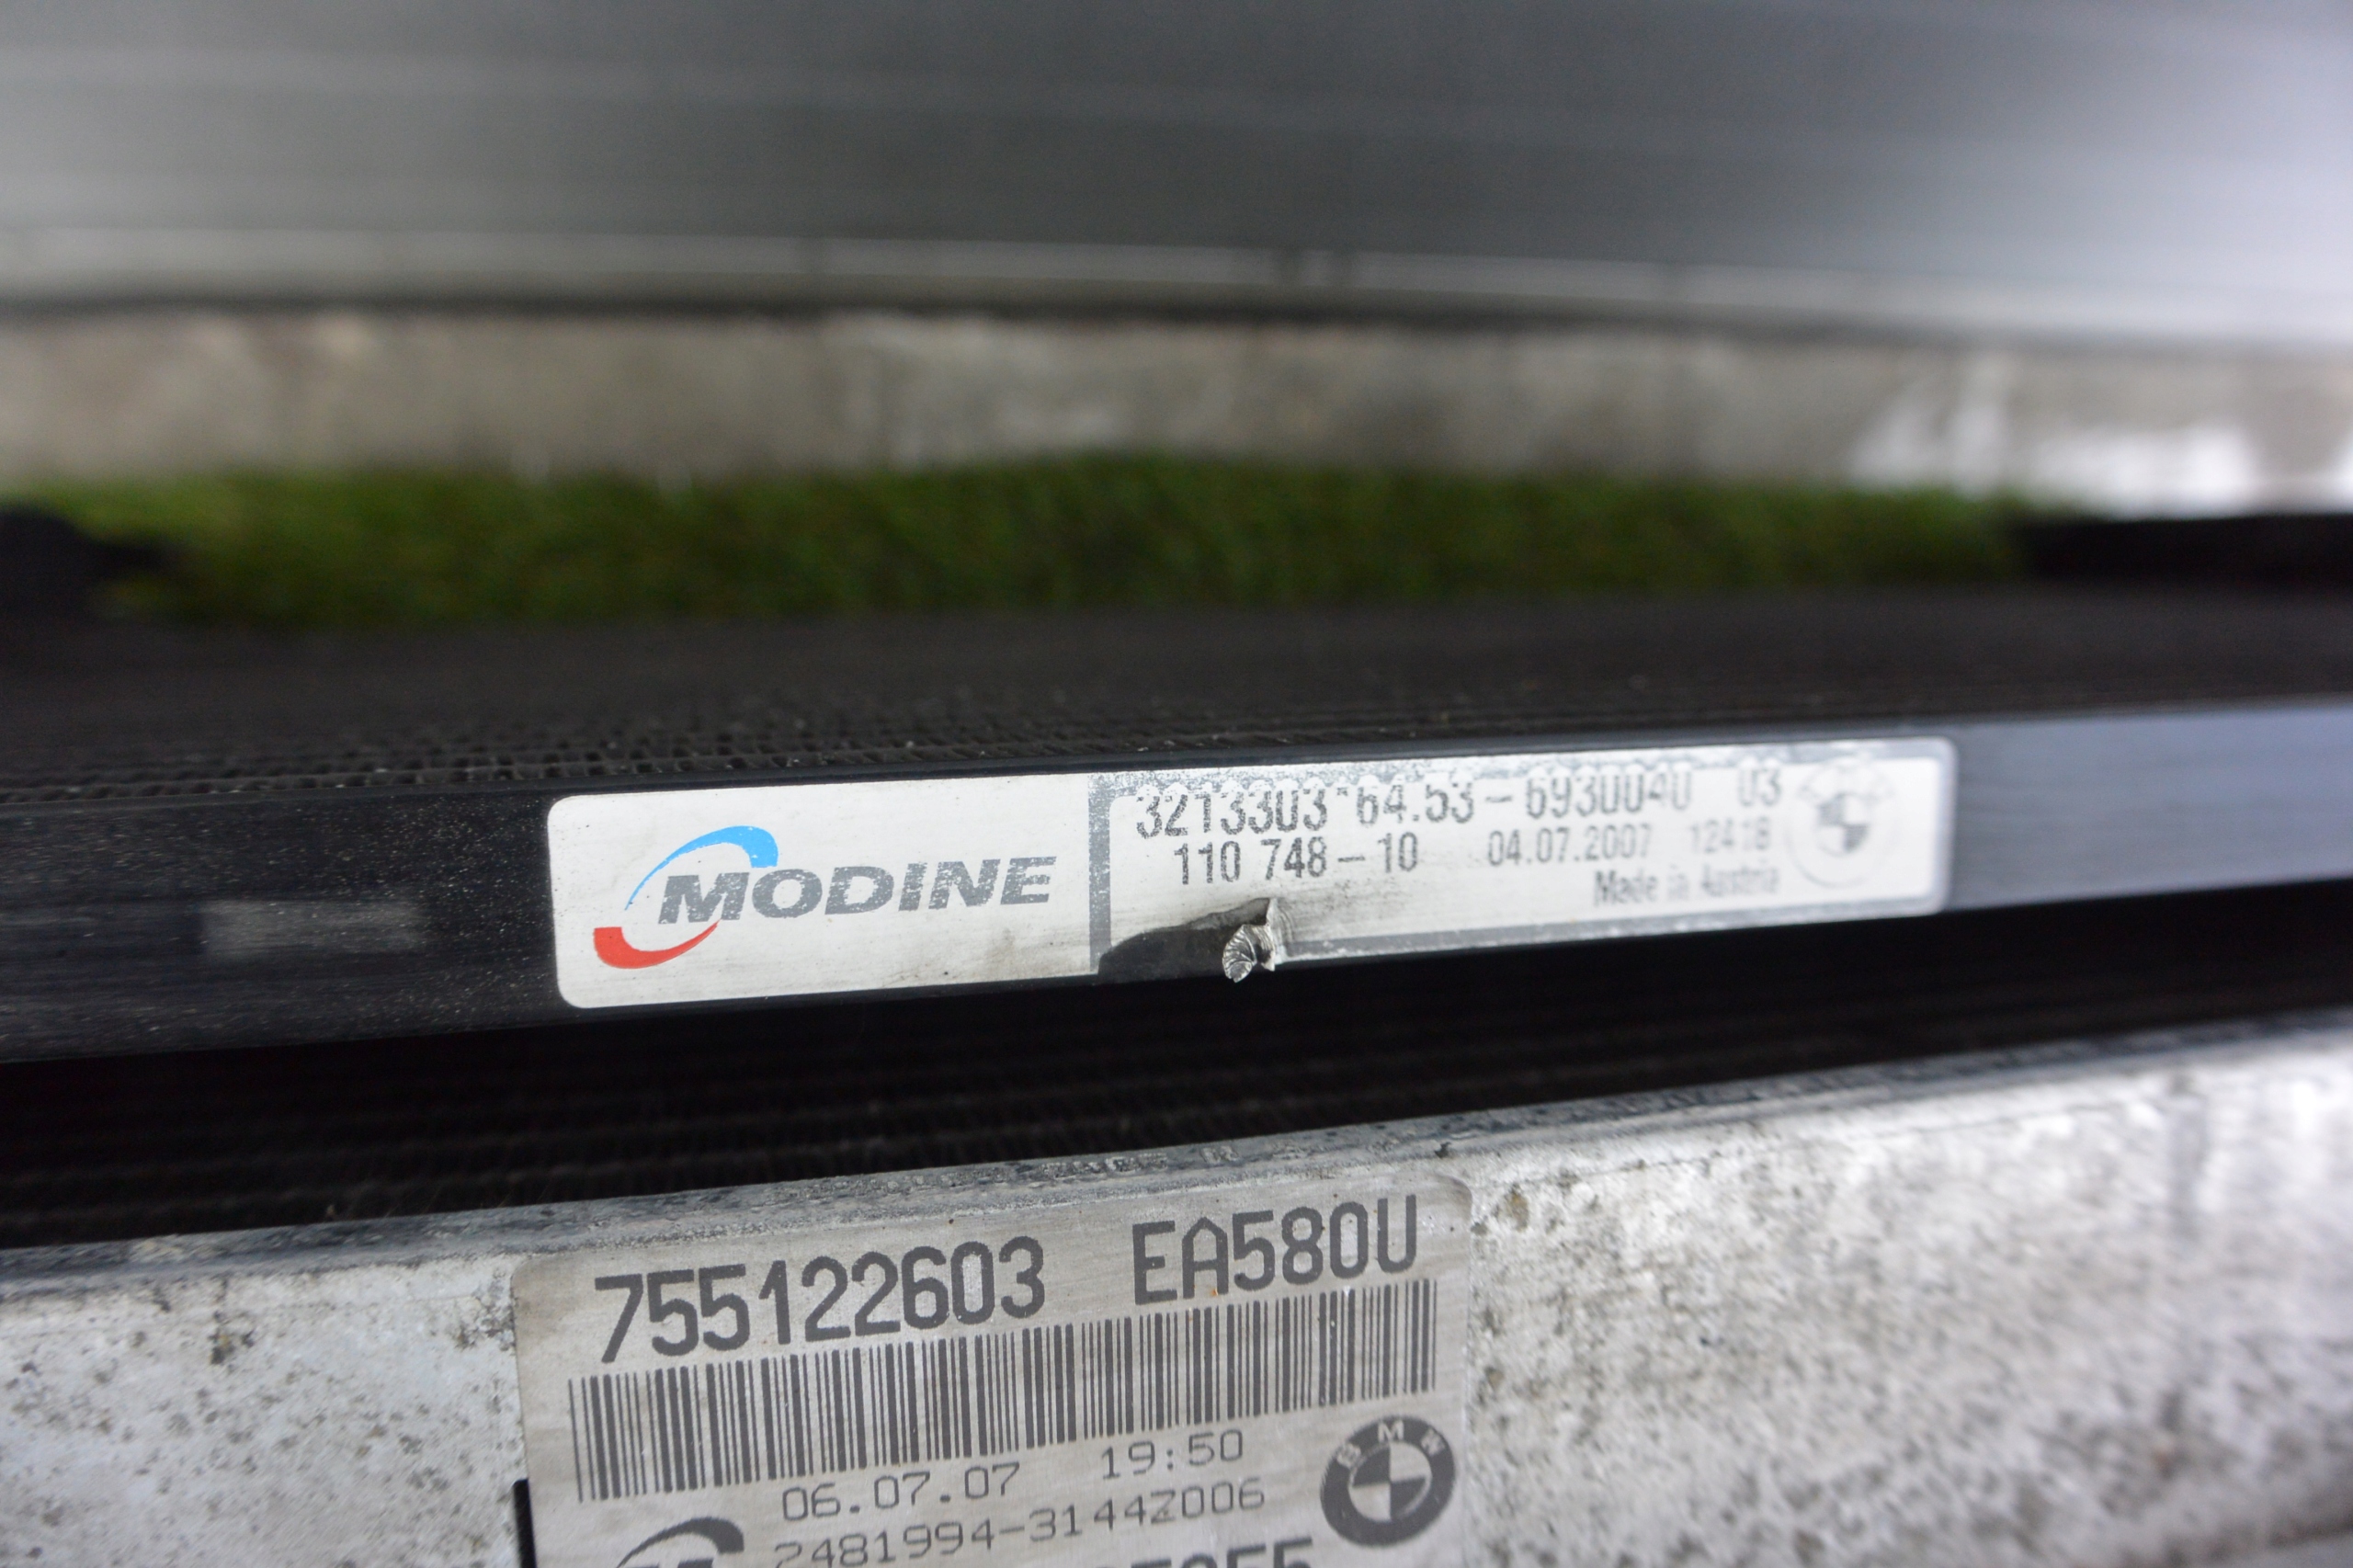 MODINE
3213303 64.53-6930040 03
110 748-10 04.07.2007 12418
Made in Austria
755122603 EA580U
06.07.07 19:50
BMW
2481994-3144Z006